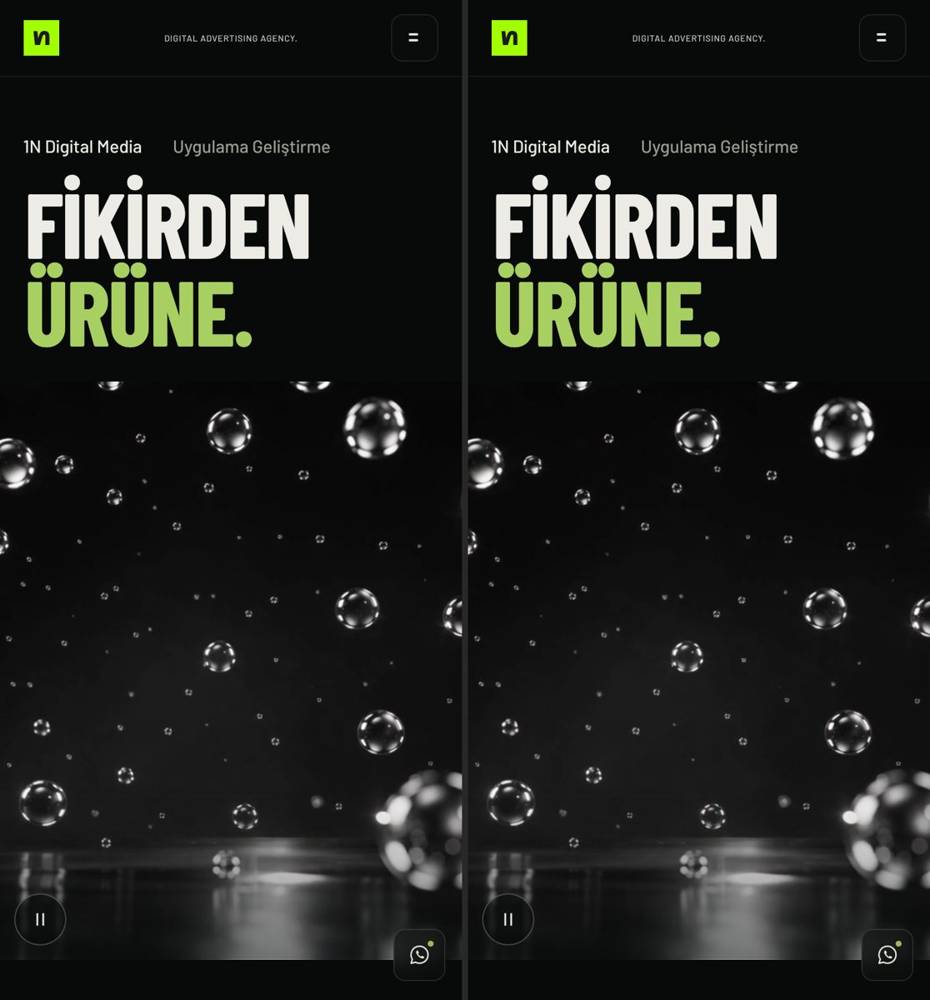 n
DIGITAL ADVERTISING AGENCY.
1N Digital Media
Uygulama Geliştirme
FİKİRDEN
ÜRÜNE.
n
DIGITAL ADVERTISING AGENCY.
1N Digital Media
Uygulama Geliştirme
FİKİRDEN
ÜRÜNE.